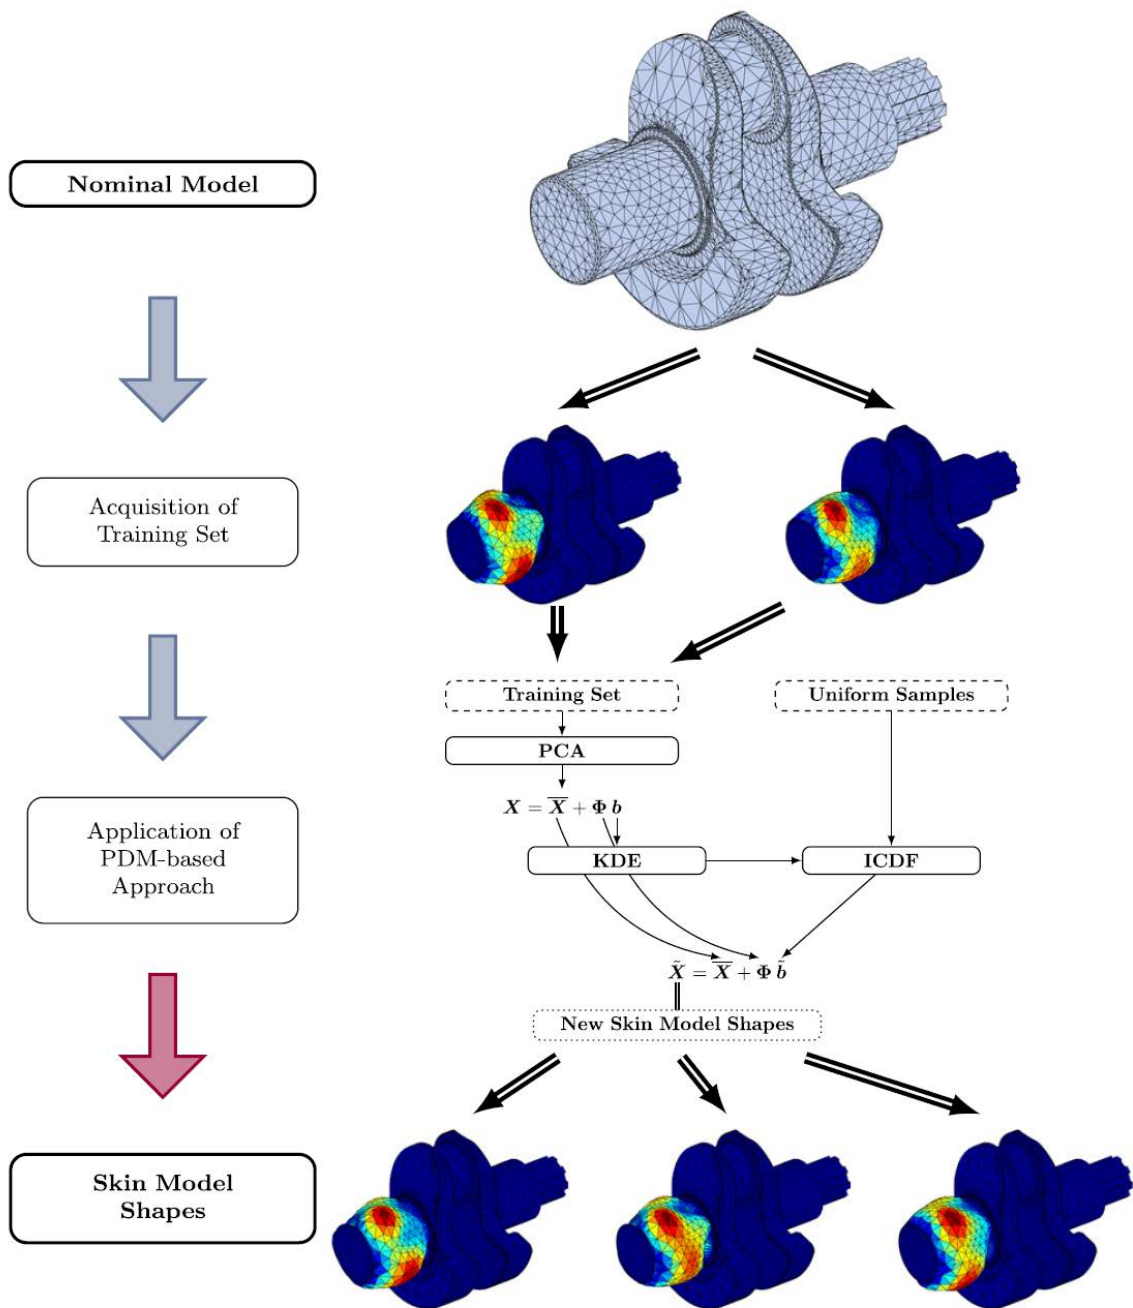 Nominal Model
Acquisition of
Training Set
Training Set
Uniform Samples
PCA
X = X̅ + Φ b
Application of
PDM-based
Approach
KDE
ICDF
X̃ = X̅ + Φ b̃
New Skin Model Shapes
Skin Model
Shapes